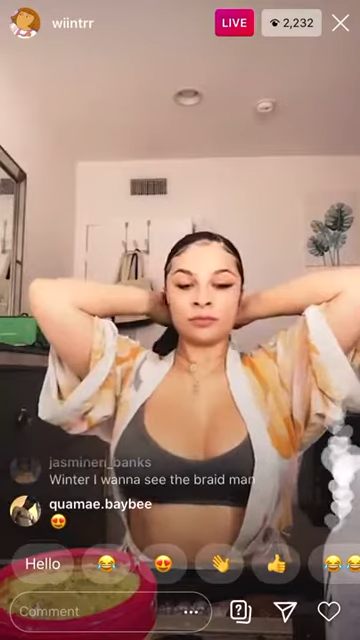 wiintrr
LIVE
2,232
jasminen_banks
Winter I wanna see the braid man
quamae.baybee
😍
Hello 😂 😍 👋 👍 😂😂
Comment